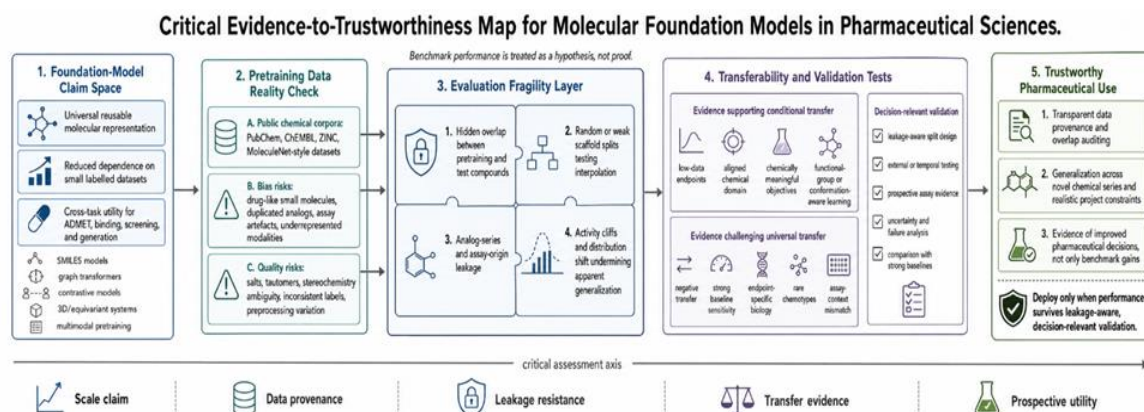 Critical Evidence-to-Trustworthiness Map for Molecular Foundation Models in Pharmaceutical Sciences.
Benchmark performance is treated as a hypothesis, not proof.
1. Foundation-Model
Claim Space
Universal reusable
molecular representation
Reduced dependence on
small labelled datasets
Cross-task utility for
ADMET, binding, screening,
and generation
SMILES models
graph transformers
contrastive models
3D/equivariant systems
multimodal pretraining
2. Pretraining Data
Reality Check
A. Public chemical corpora:
PubChem, ChEMBL, ZINC,
MoleculeNet-style datasets
B. Bias risks:
drug-like small molecules,
duplicated analogs, assay
artefacts, underrepresented
modalities
C. Quality risks:
salts, tautomers, stereochemistry
ambiguity, inconsistent labels,
preprocessing variation
3. Evaluation Fragility Layer
1. Hidden overlap
between
pretraining and
test compounds
2. Random or weak
scaffold splits
testing
interpolation
3. Analog-series
and assay-origin
leakage
4. Activity cliffs and
distribution
shift undermining
apparent
generalization
4. Transferability and Validation Tests
Evidence supporting conditional transfer
low-data
endpoints
aligned
chemical
domain
chemically
meaningful
objectives
functional-
group or
conformation-
aware learning
Evidence challenging universal transfer
negative
transfer
strong
baseline
sensitivity
endpoint-
specific
biology
rare
chemotypes
assay-
context
mismatch
Decision-relevant validation
leakage-aware split design
external or temporal testing
prospective assay evidence
uncertainty and
failure analysis
comparison with
strong baselines
5. Trustworthy
Pharmaceutical Use
1. Transparent data
provenance and
overlap auditing
2. Generalization across
novel chemical series and
realistic project constraints
3. Evidence of improved
pharmaceutical decisions,
not only benchmark gains
Deploy only when performance
survives leakage-aware,
decision-relevant validation.
critical assessment axis
Scale claim
Data provenance
Leakage resistance
Transfer evidence
Prospective utility